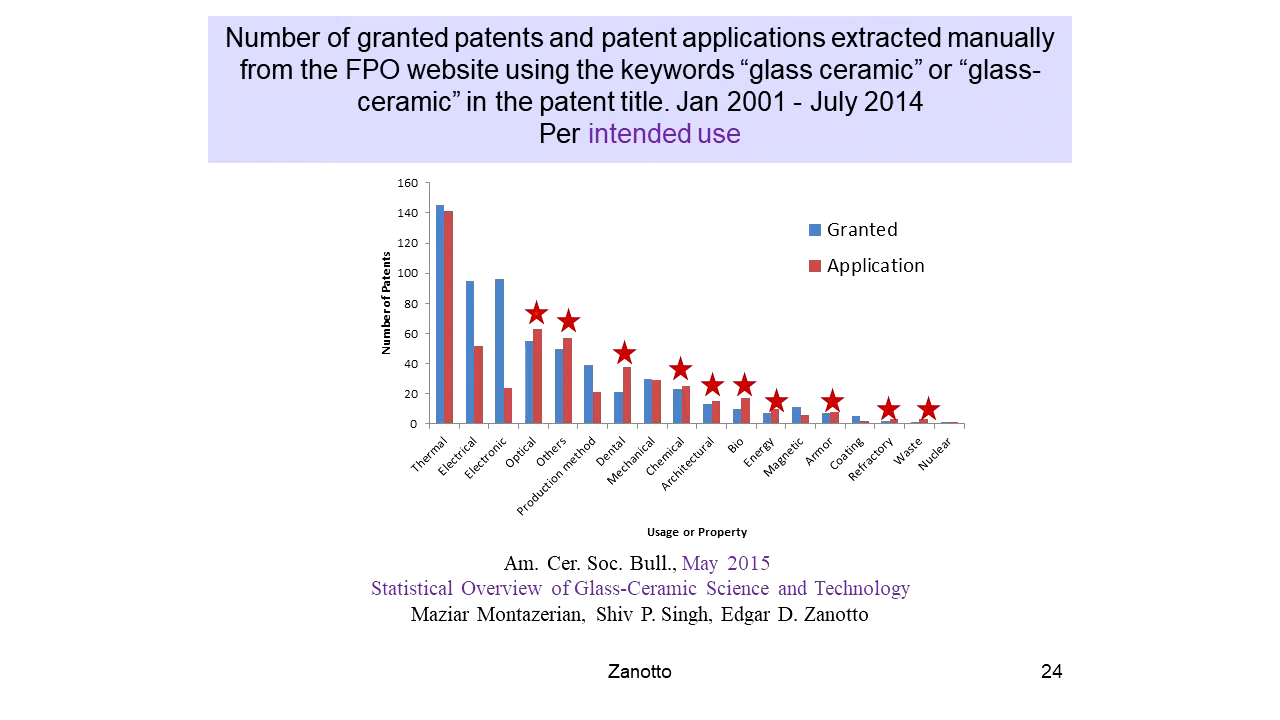 Number of granted patents and patent applications extracted manually
from the FPO website using the keywords “glass ceramic” or “glass-
ceramic” in the patent title. Jan 2001 - July 2014
Per intended use
160
140
120
100
80
60
40
20
0
Number of Patents
Granted
Application
Thermal
Electrical
Electronic
Optical
Others
Production method
Dental
Mechanical
Chemical
Architectural
Bio
Energy
Magnetic
Armor
Coating
Refractory
Waste
Nuclear
Usage or Property
Am. Cer. Soc. Bull., May 2015
Statistical Overview of Glass-Ceramic Science and Technology
Maziar Montazerian, Shiv P. Singh, Edgar D. Zanotto
Zanotto
24